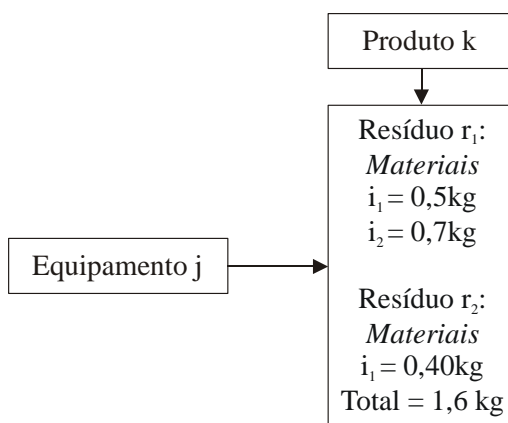 Produto k
Resíduo r₁:
Materiais
i₁ = 0,5kg
i₂ = 0,7kg
Equipamento j
Resíduo r₂:
Materiais
i₁ = 0,40kg
Total = 1,6 kg